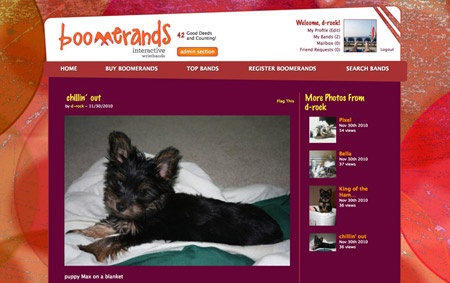 boomerands
interactive
wristbands
42 Good Deeds
and Counting!
admin section
Welcome, d-rock!
My Profile (Edit)
My Bands (2)
Mailbox (0)
Friend Requests (0)
Logout
HOME
BUY BOOMERANDS
TOP BANDS
REGISTER BOOMERANDS
SEARCH BANDS
chillin' out
by d-rock - 11/30/2010
Flag This
puppy Max on a blanket
More Photos From
d-rock
Pixel
Nov 30th 2010
34 views
Bella
Nov 30th 2010
37 views
King of the
Ham...
Nov 30th 2010
36 views
chillin' out
Nov 30th 2010
39 views